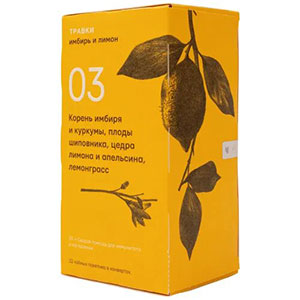 ТРАВКИ
имбирь и лимон
03
Корень имбиря
и куркумы, плоды
шиповника, цедра
лимона и апельсина,
лемонграсс